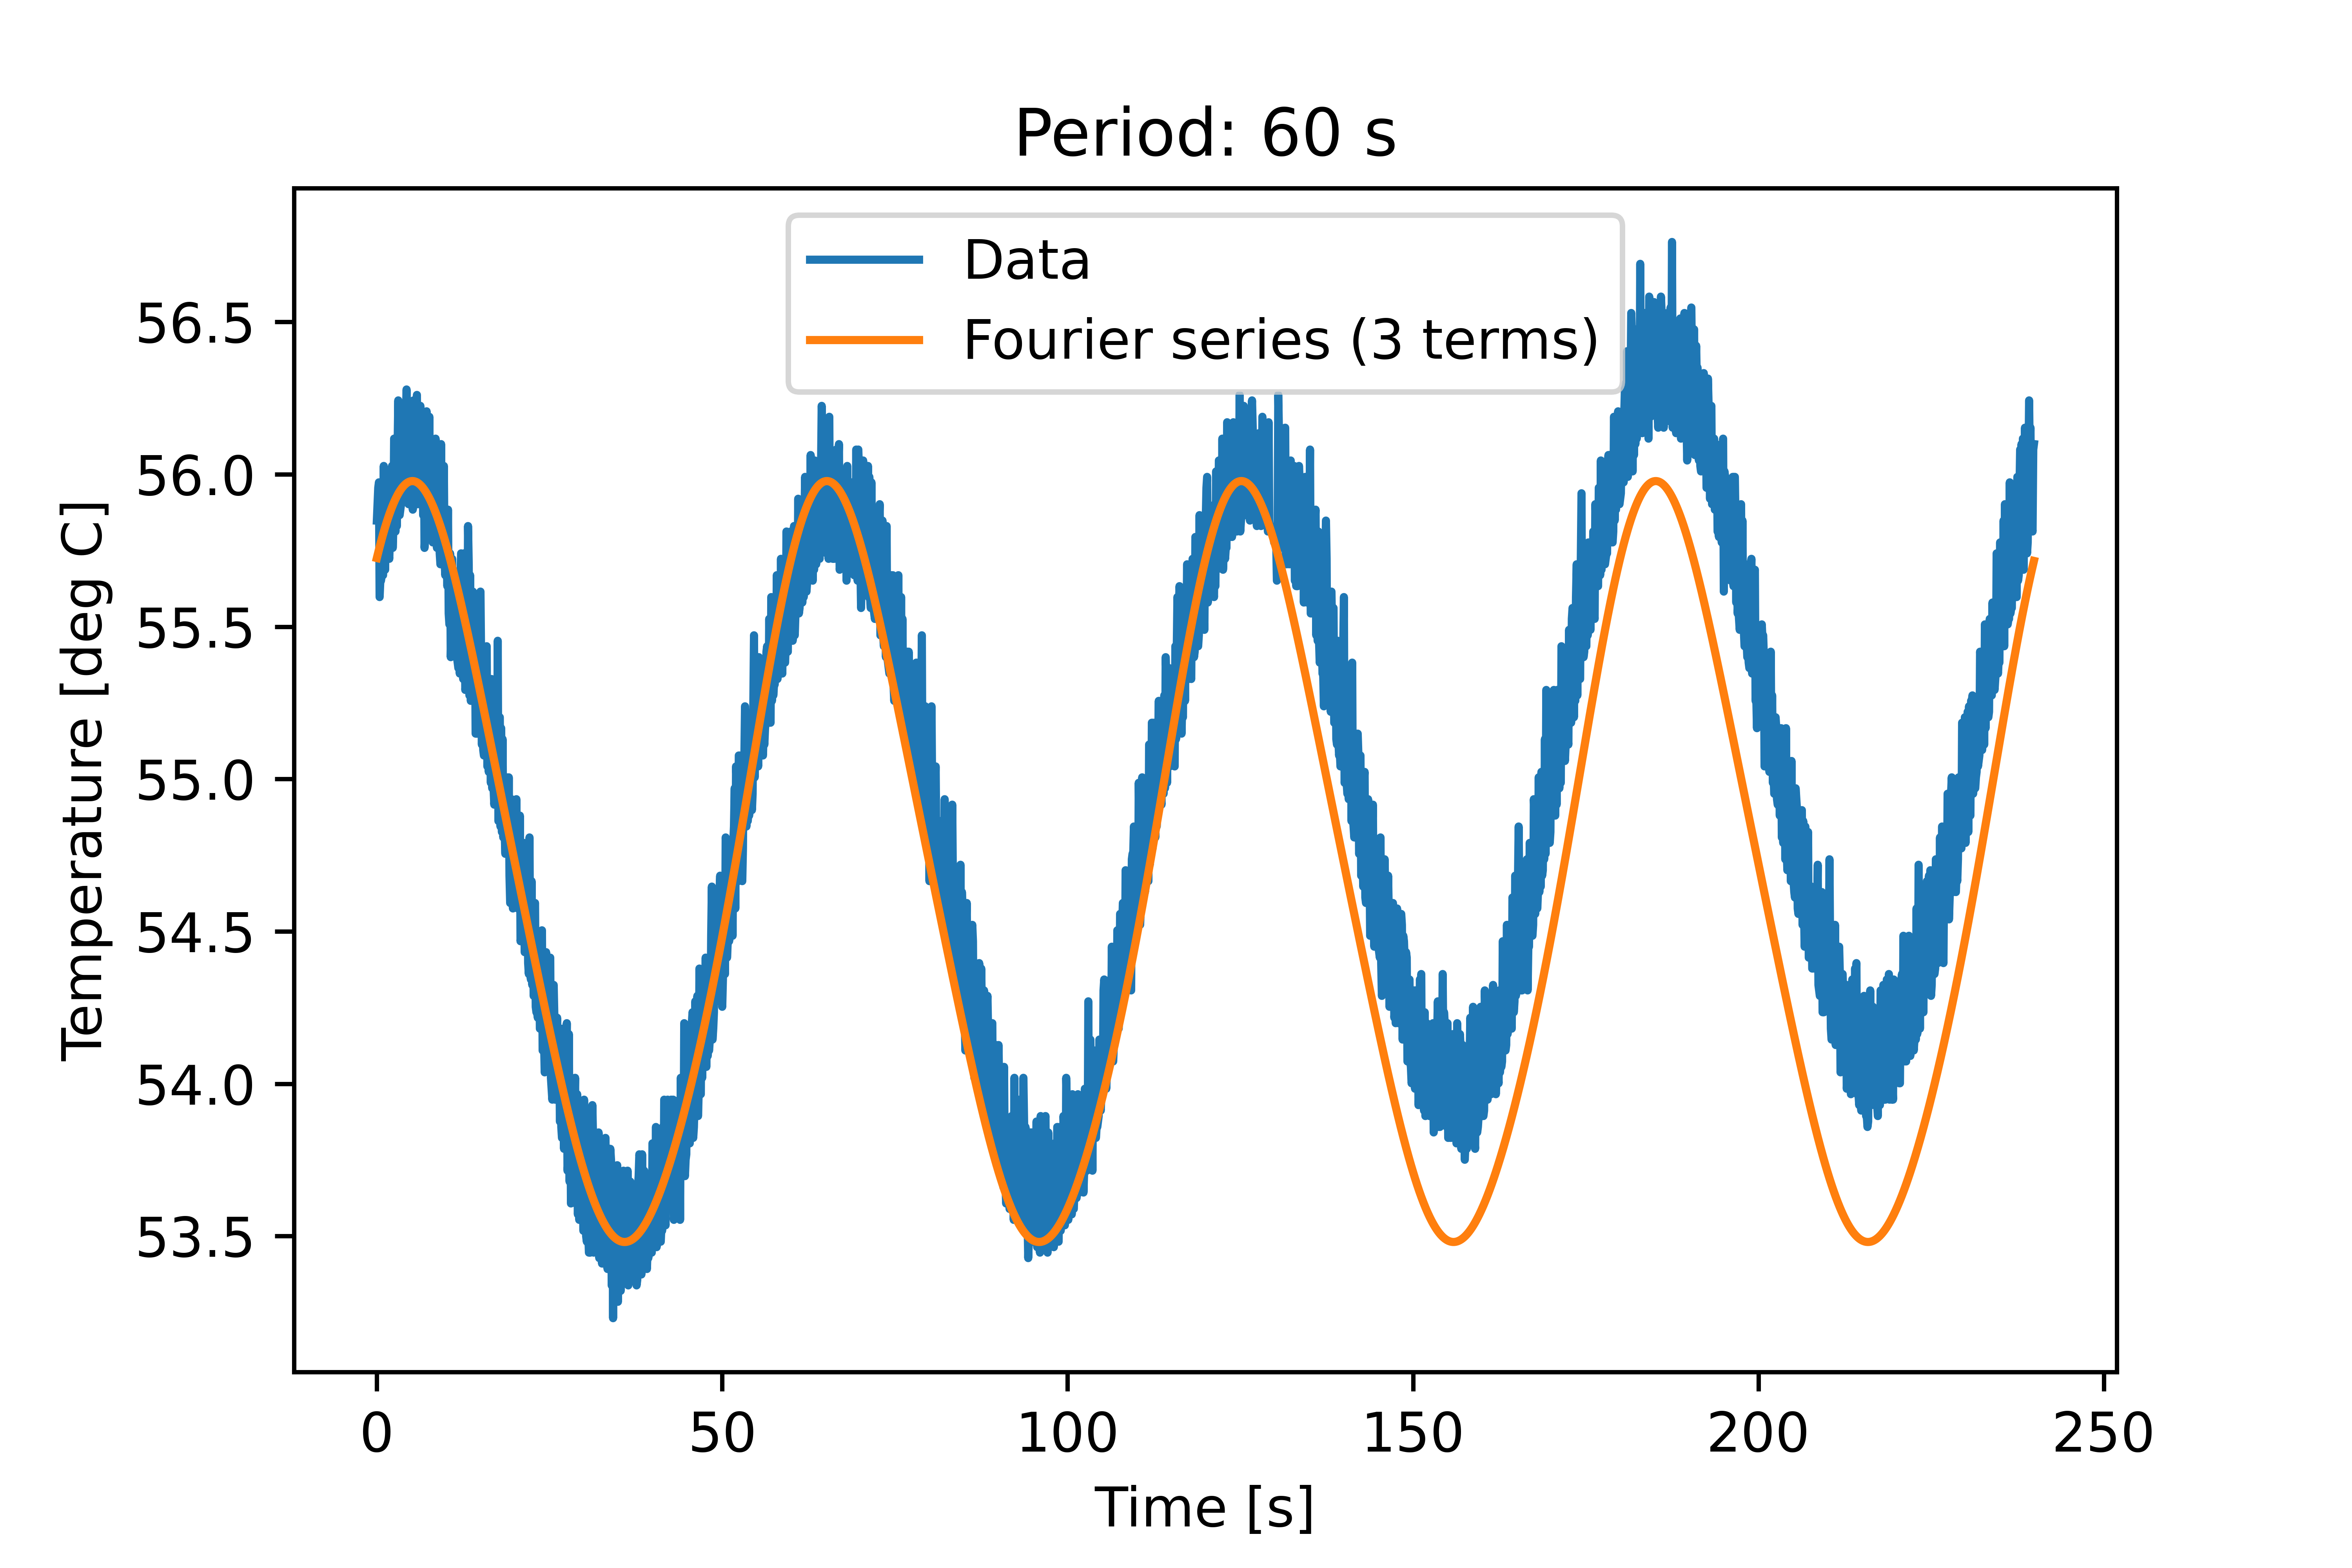 Period: 60 s
Data
Fourier series (3 terms)
Temperature [deg C]
56.5
56.0
55.5
55.0
54.5
54.0
53.5
0 50 100 150 200 250
Time [s]